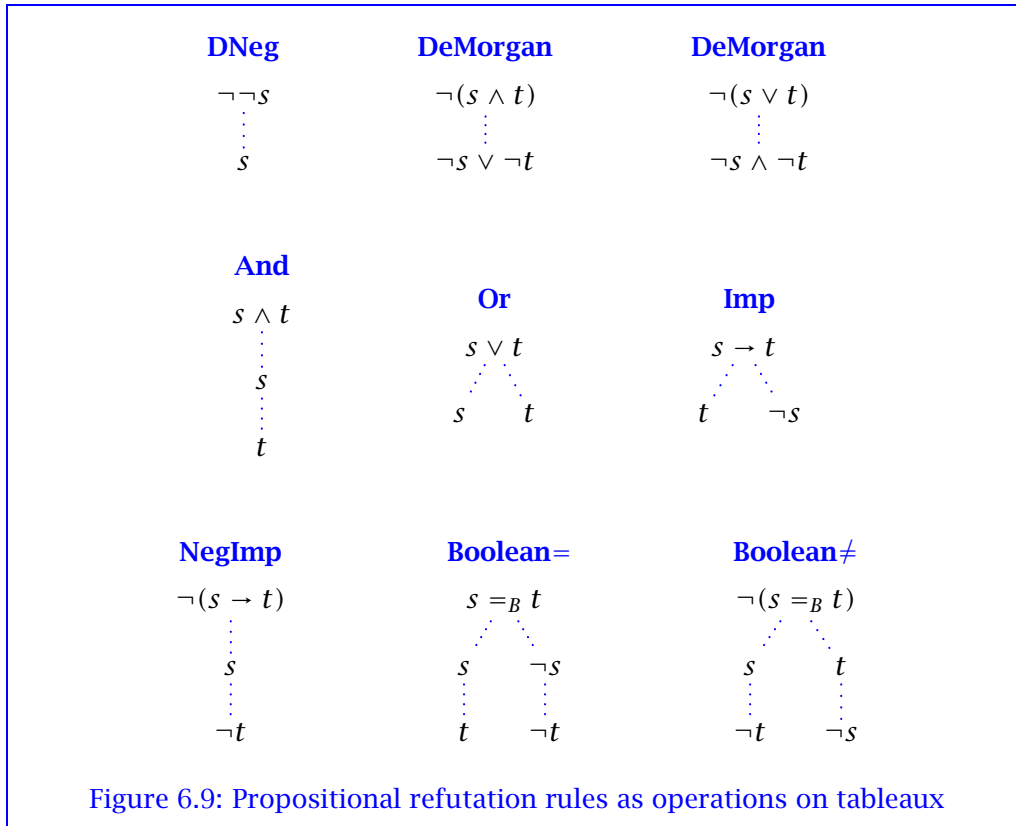 DNeg DeMorgan DeMorgan
¬¬s ¬(s ∧ t) ¬(s ∨ t)
s ¬s ∨ ¬t ¬s ∧ ¬t
And
Or Imp
s ∧ t
s ∨ t s → t
s
s t t ¬s
t
NegImp Boolean= Boolean≠
¬(s → t) s =B t ¬(s =B t)
s s ¬s s t
¬t t ¬t ¬t ¬s
Figure 6.9: Propositional refutation rules as operations on tableaux